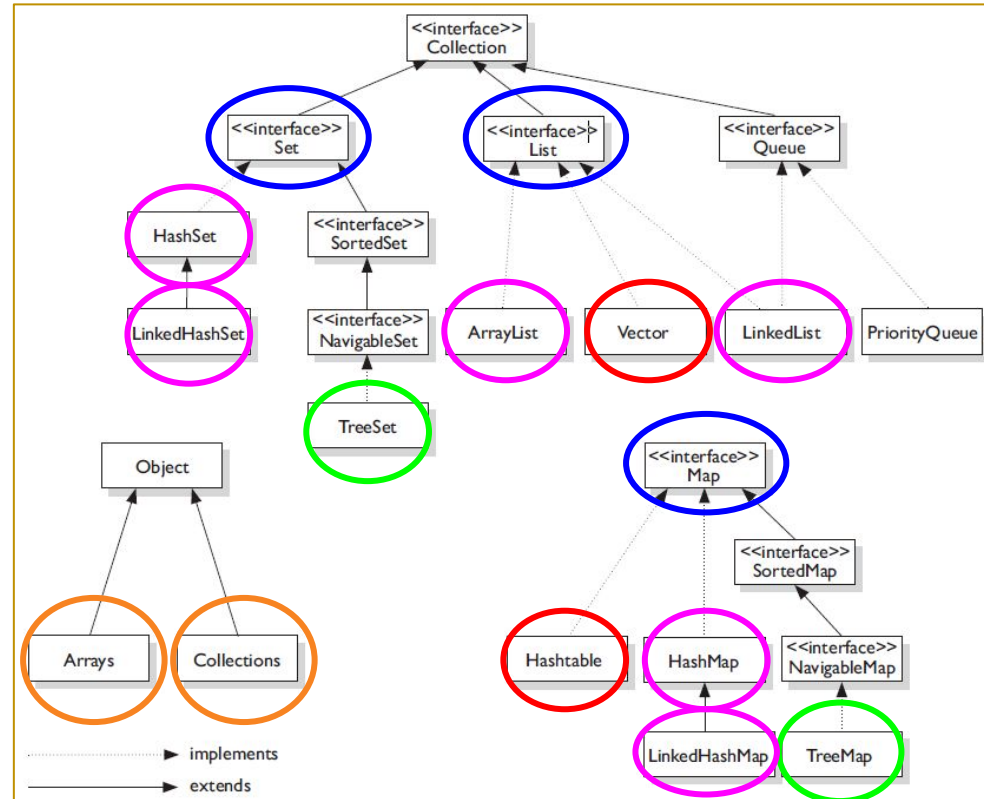 <<interface>>
Collection
<<interface>>
Set
<<interface>>
List
<<interface>>
Queue
HashSet
<<interface>>
SortedSet
LinkedHashSet
<<interface>>
NavigableSet
ArrayList
Vector
LinkedList
PriorityQueue
TreeSet
Object
<<interface>>
Map
<<interface>>
SortedMap
Arrays
Collections
Hashtable
HashMap
<<interface>>
NavigableMap
LinkedHashMap
TreeMap
implements
extends